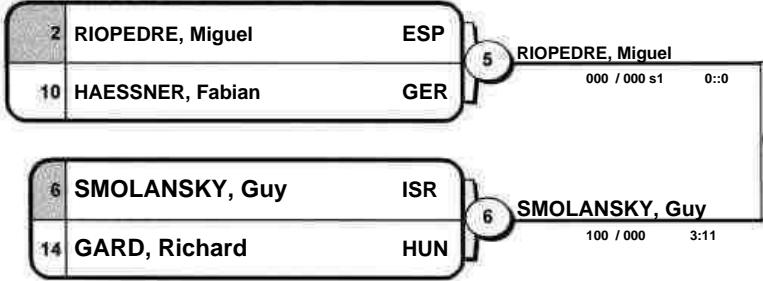 2 RIOPEDRE, Miguel ESP
10 HAESSNER, Fabian GER
5 RIOPEDRE, Miguel
000 / 000 s1 0::0
6 SMOLANSKY, Guy ISR
14 GARD, Richard HUN
6 SMOLANSKY, Guy
100 / 000 3:11